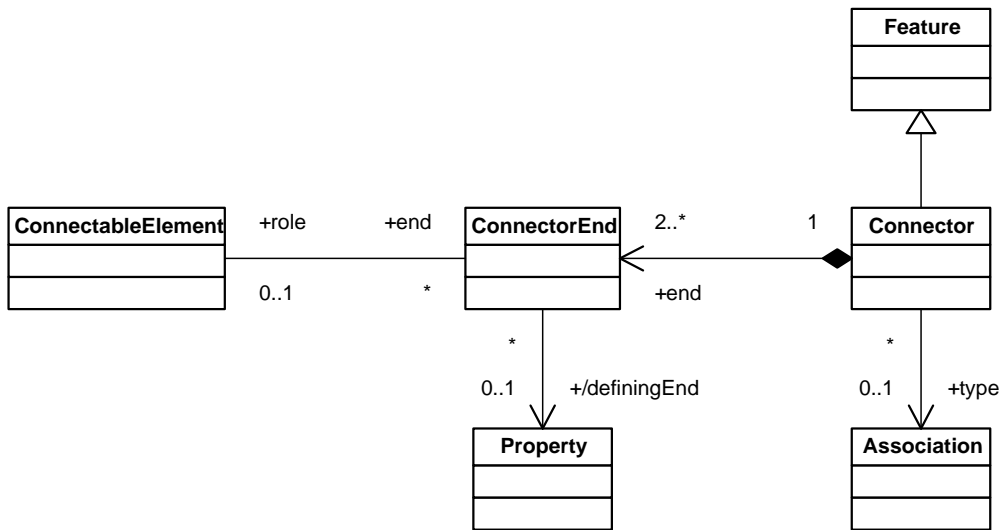 Feature
ConnectableElement
+role
+end
ConnectorEnd
2..*
1
Connector
0..1
*
+end
*
*
0..1
+/definingEnd
0..1
+type
Property
Association